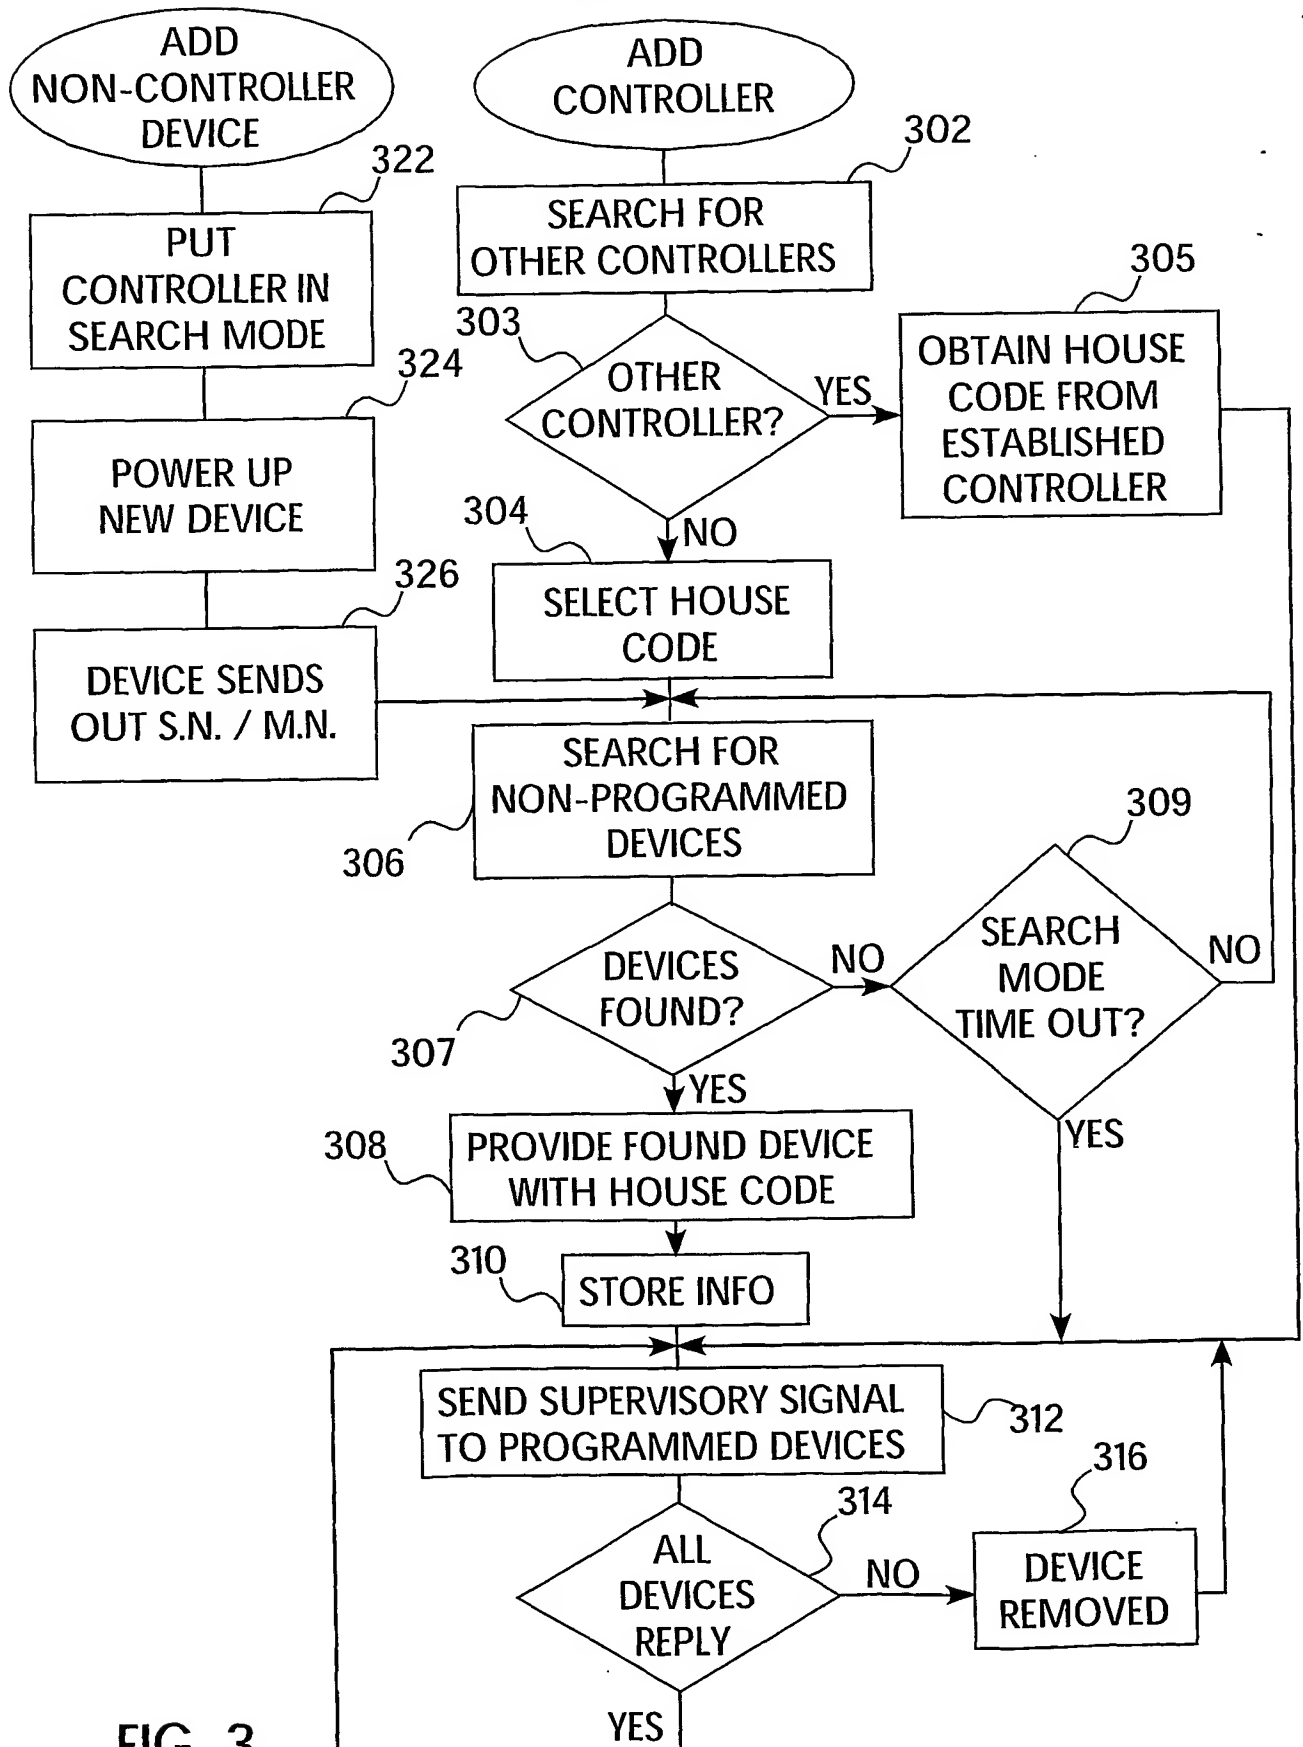 ADD
NON-CONTROLLER
DEVICE
322
PUT
CONTROLLER IN
SEARCH MODE
324
POWER UP
NEW DEVICE
326
DEVICE SENDS
OUT S.N. / M.N.
ADD
CONTROLLER
302
SEARCH FOR
OTHER CONTROLLERS
303
OTHER
CONTROLLER?
YES
305
OBTAIN HOUSE
CODE FROM
ESTABLISHED
CONTROLLER
NO
304
SELECT HOUSE
CODE
SEARCH FOR
NON-PROGRAMMED
DEVICES
306
DEVICES
FOUND?
307
NO
309
SEARCH
MODE
TIME OUT?
NO
YES
YES
308
PROVIDE FOUND DEVICE
WITH HOUSE CODE
310
STORE INFO
SEND SUPERVISORY SIGNAL
TO PROGRAMMED DEVICES
312
314
ALL
DEVICES
REPLY
NO
316
DEVICE
REMOVED
YES
FIG. 3